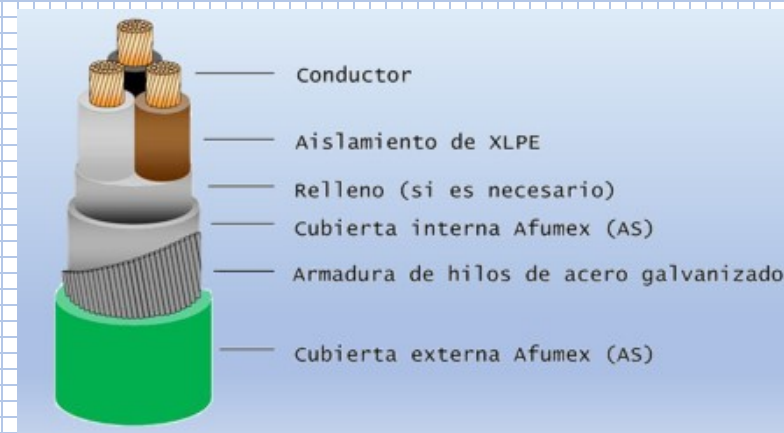 Conductor
Aislamiento de XLPE
Relleno (si es necesario)
Cubierta interna Afumex (AS)
Armadura de hilos de acero galvanizado
Cubierta externa Afumex (AS)